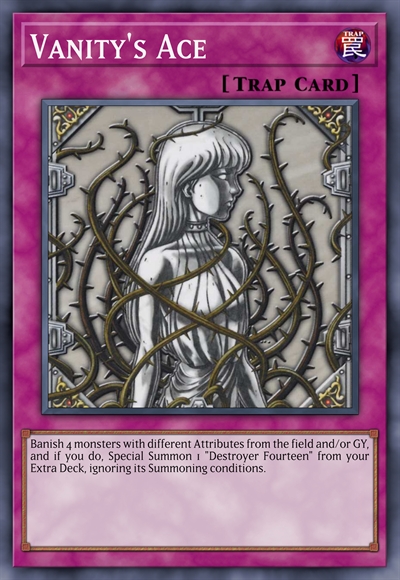 Vanity's Ace
TRAP
罠
[Trap Card]
Banish 4 monsters with different Attributes from the field and/or GY,
and if you do, Special Summon 1 "Destroyer Fourteen" from your
Extra Deck, ignoring its Summoning conditions.